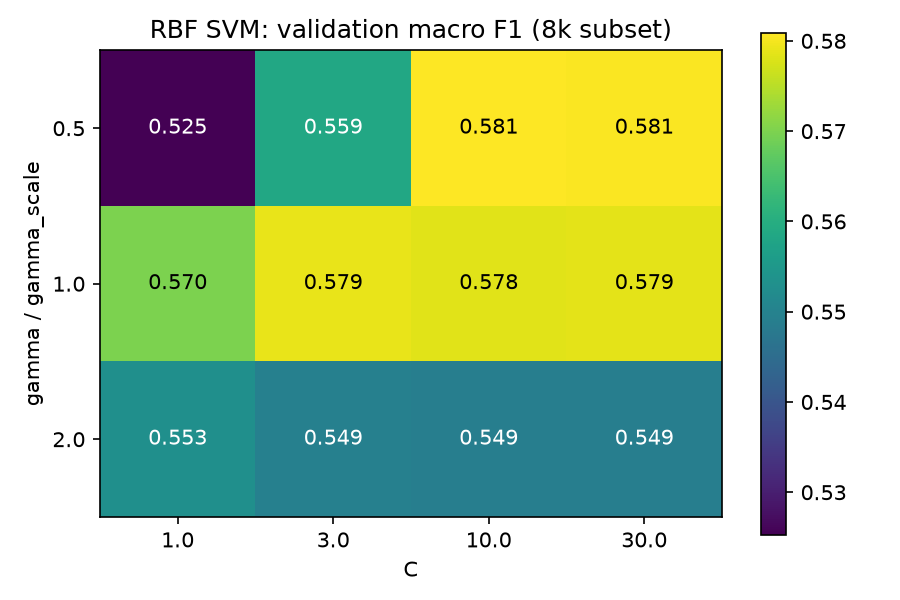 RBF SVM: validation macro F1 (8k subset)
gamma / gamma_scale
0.5
0.525 0.559 0.581 0.581
1.0
0.570 0.579 0.578 0.579
2.0
0.553 0.549 0.549 0.549
1.0 3.0 10.0 30.0
C
0.58
0.57
0.56
0.55
0.54
0.53